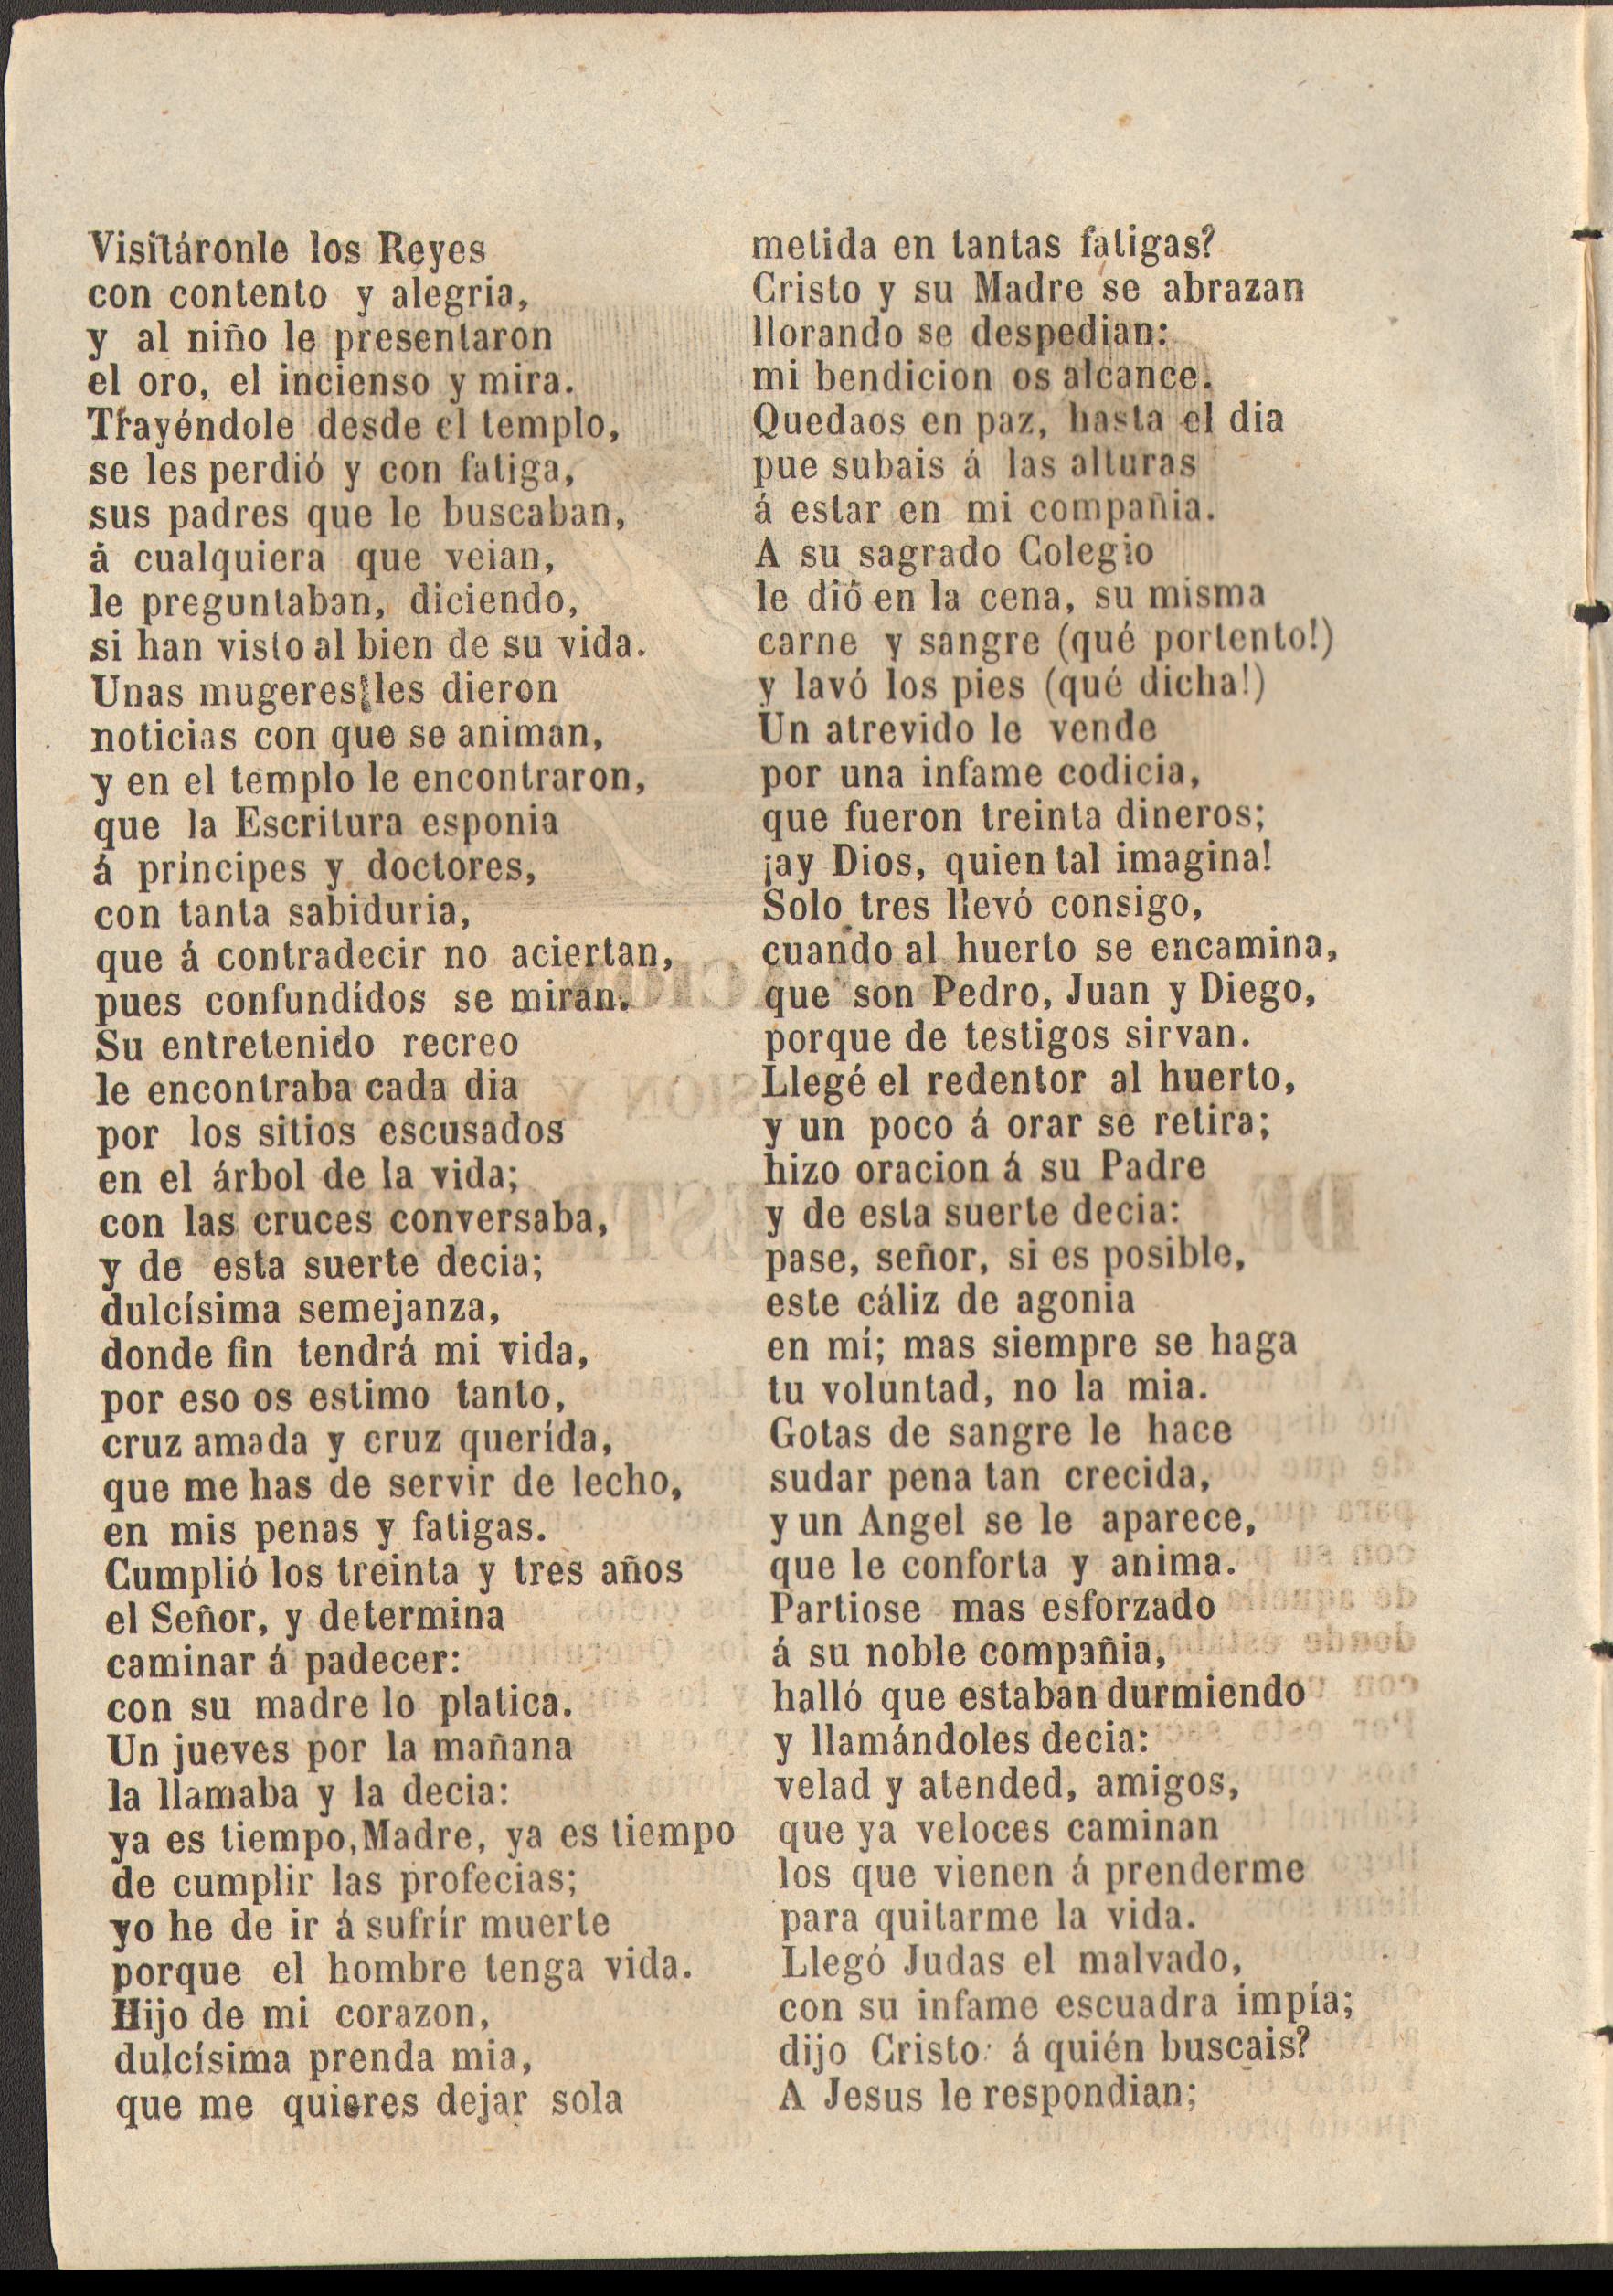 Visitáronle los Reyes
con contento y alegria,
y al niño le presentaron
el oro, el incienso y mira.
Trayéndole desde el templo,
se les perdió y con fatiga,
sus padres que le buscaban,
á cualquiera que veian,
le preguntaban, diciendo,
si han visto al bien de su vida.
Unas mugeres les dieron
noticias con que se animan,
y en el templo le encontraron,
que la Escritura esponia
á príncipes y doctores,
con tanta sabiduria,
que á contradecir no aciertan,
pues confundídos se miran.
Su entretenido recreo
le encontraba cada dia
por los sitios escusados
en el árbol de la vida;
con las cruces conversaba,
y de esta suerte decia;
dulcísima semejanza,
donde fin tendrá mi vida,
por eso os estimo tanto,
cruz amada y cruz querída,
que me has de servir de lecho,
en mis penas y fatigas.
Cumplió los treinta y tres años
el Señor, y determina
caminar á padecer:
con su madre lo platica.
Un jueves por la mañana
la llamaba y la decia:
ya es tiempo, Madre, ya es tiempo
de cumplir las profecias;
yo he de ir á sufrír muerte
porque el hombre tenga vida.
Hijo de mi corazon,
dulcísima prenda mia,
que me quieres dejar sola
metida en tantas fatigas?
Cristo y su Madre se abrazan
llorando se despedian:
mi bendicion os alcance.
Quedaos en paz, hasta el dia
pue subais á las alturas
á estar en mi compañia.
A su sagrado Colegio
le dió en la cena, su misma
carne y sangre (qué portento!)
y lavó los pies (qué dicha!)
Un atrevido le vende
por una infame codicia,
que fueron treinta dineros;
¡ay Dios, quien tal imagina!
Solo tres llevó consigo,
cuando al huerto se encamina,
que son Pedro, Juan y Diego,
porque de testigos sirvan.
Llegé el redentor al huerto,
y un poco á orar se retira;
hizo oracion á su Padre
y de esta suerte decia:
pase, señor, si es posible,
este cáliz de agonia
en mí; mas siempre se haga
tu voluntad, no la mia.
Gotas de sangre le hace
sudar pena tan crecida,
y un Angel se le aparece,
que le conforta y anima.
Partiose mas esforzado
á su noble compañia,
halló que estaban durmiendo
y llamándoles decia:
velad y atended, amigos,
que ya veloces caminan
los que vienen á prenderme
para quitarme la vida.
Llegó Judas el malvado,
con su infame escuadra impía;
dijo Cristo: á quién buscais?
A Jesus le respondian;